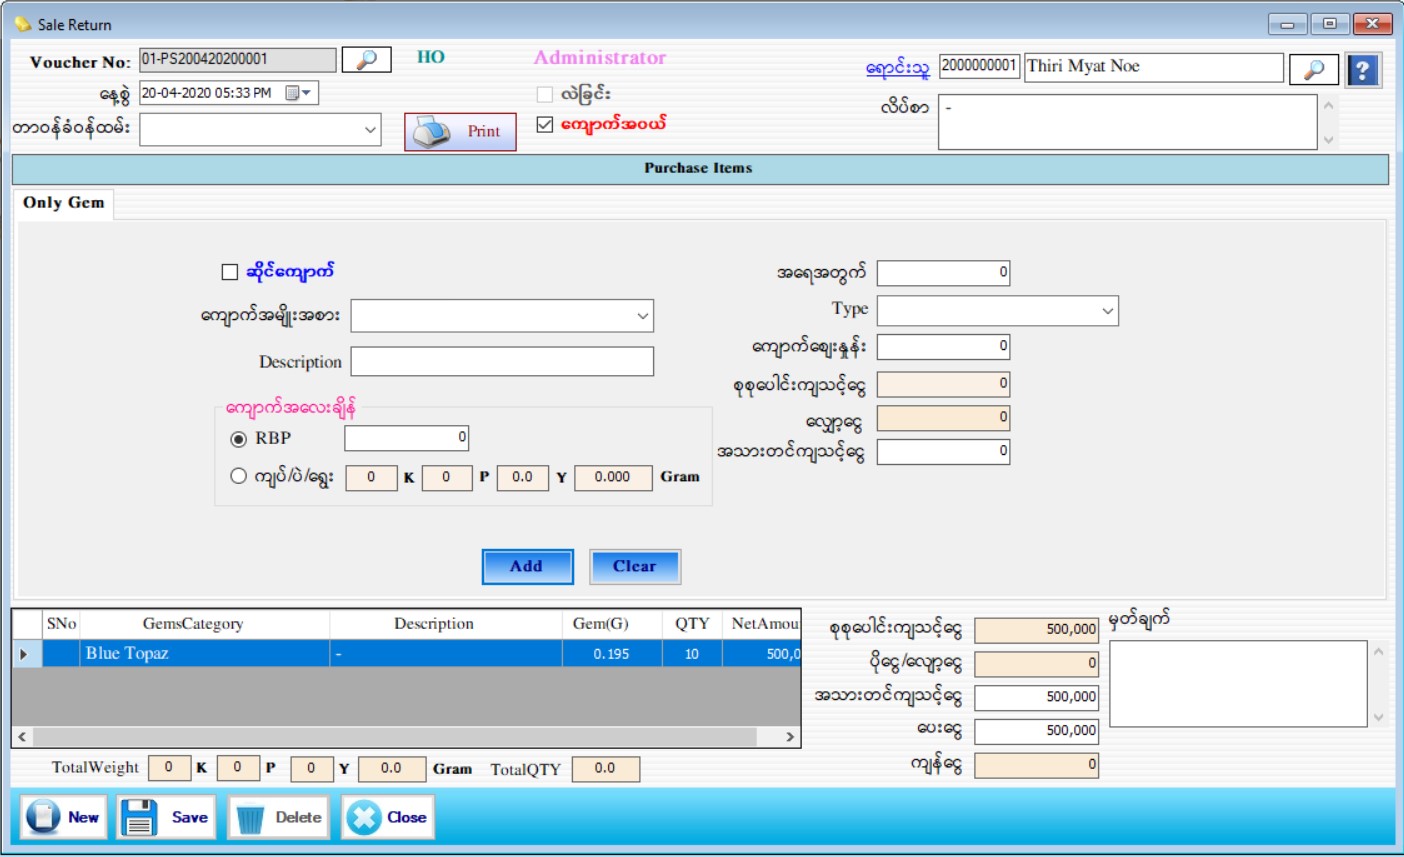 Sale Return
Voucher No: 01-PS200420200001 HO Administrator ရောင်းသူ 2000000001 Thiri Myat Noe ?
နေ့စွဲ 20-04-2020 05:33 PM လဲခြင်း လိပ်စာ -
တာဝန်ခံဝန်ထမ်း Print ကျောက်အဝယ်
Purchase Items
Only Gem
ဆိုင်ကျောက် အရေအတွက် 0
ကျောက်အမျိုးအစား Type
Description ကျောက်စျေးနှုန်း 0
စုစုပေါင်းကျသင့်ငွေ 0
ကျောက်အလေးချိန်
RBP 0 လျှော့ငွေ 0
ကျပ်/ပဲ/ရွေး 0 K 0 P 0.0 Y 0.000 Gram အသားတင်ကျသင့်ငွေ 0
Add Clear
SNo GemsCategory Description Gem(G) QTY NetAmou
Blue Topaz - 0.195 10 500,0
စုစုပေါင်းကျသင့်ငွေ 500,000 မှတ်ချက်
ပိုငွေ/လျော့ငွေ 0
အသားတင်ကျသင့်ငွေ 500,000
ပေးငွေ 500,000
ကျန်ငွေ 0
TotalWeight 0 K 0 P 0 Y 0.0 Gram TotalQTY 0.0
New Save Delete Close